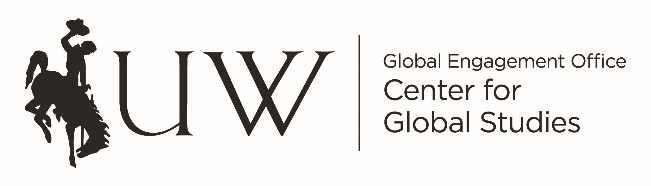 UW
Global Engagement Office
Center for
Global Studies